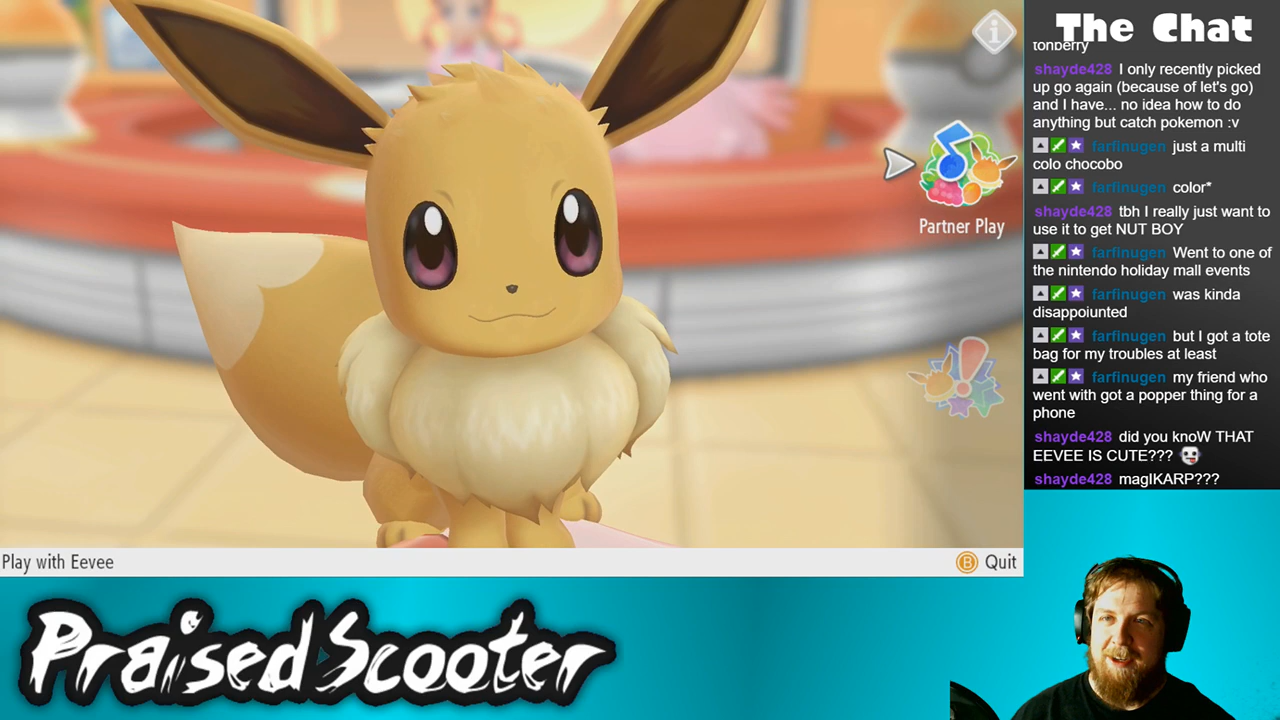 The Chat
tonberry
shayde428 I only recently picked
up go again (because of let's go)
and I have... no idea how to do
anything but catch pokemon :v
farfinugen just a multi
colo chocobo
farfinugen color*
shayde428 tbh I really just want to
use it to get NUT BOY
farfinugen Went to one of
the nintendo holiday mall events
farfinugen was kinda
disappoiunted
farfinugen but I got a tote
bag for my troubles at least
farfinugen my friend who
went with got a popper thing for a
phone
shayde428 did you knoW THAT
EEVEE IS CUTE???
shayde428 magIKARP???
Partner Play
Play with Eevee
B Quit
PraisedScooter